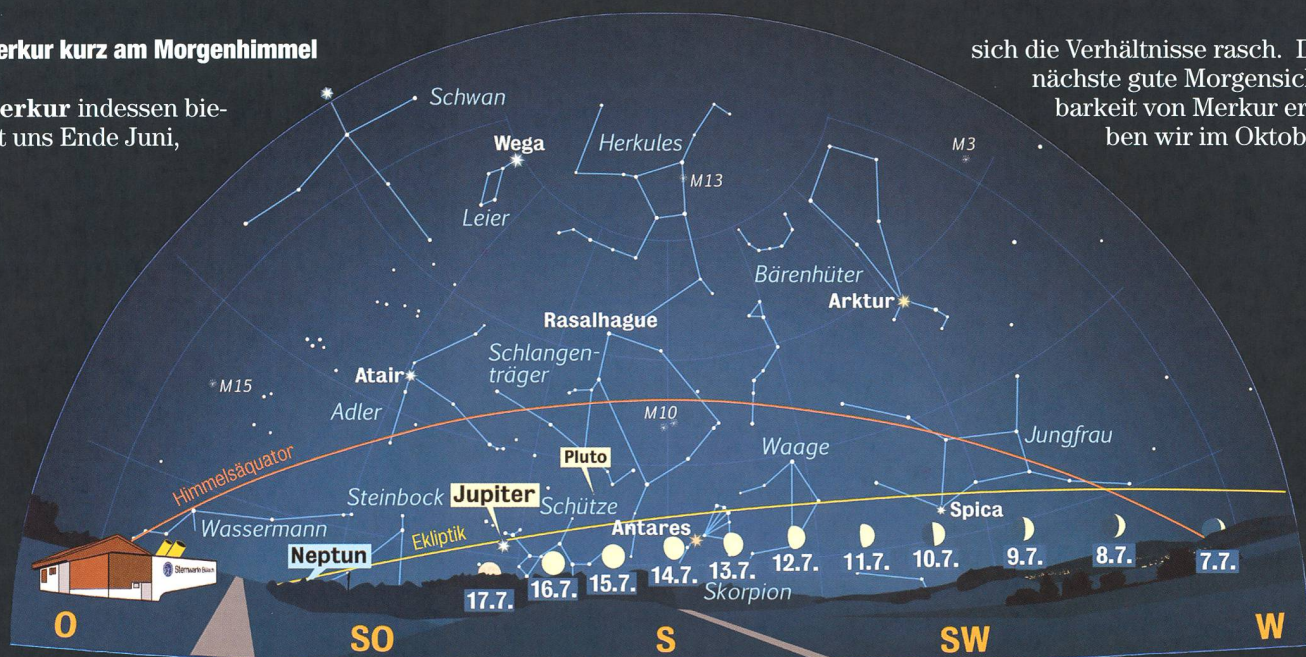 erkur kurz am Morgenhimmel
erkur indessen bie-
t uns Ende Juni,
sich die Verhältnisse rasch. D
nächste gute Morgensich
barkeit von Merkur er
ben wir im Oktob
Schwan
Wega
Herkules
M3
M13
Leier
Bärenhüter
Arktur
Rasalhague
Schlangen-
träger
Atair
M15
Adler
M10
Jungfrau
Waage
Himmelsäquator
Pluto
Steinbock
Jupiter
Schütze
Wassermann
Ekliptik
Antares
Spica
Neptun
Skorpion
17.7.
16.7.
15.7.
14.7.
13.7.
12.7.
11.7.
10.7.
9.7.
8.7.
7.7.
Sternwarte Bülach
O
SO
S
SW
W